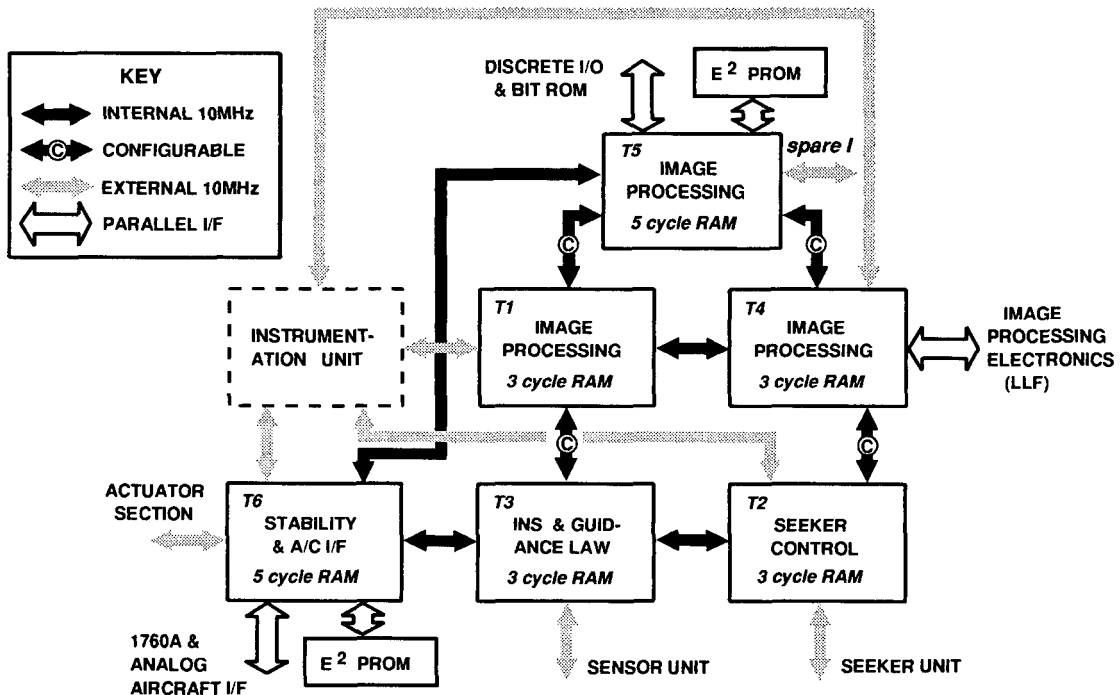 KEY
INTERNAL 10MHz
C CONFIGURABLE
EXTERNAL 10MHz
PARALLEL I/F
DISCRETE I/O
& BIT ROM
E² PROM
T5
IMAGE
PROCESSING
5 cycle RAM
spare I
C
C
INSTRUMENT-
ATION UNIT
T1
IMAGE
PROCESSING
3 cycle RAM
T4
IMAGE
PROCESSING
3 cycle RAM
IMAGE
PROCESSING
ELECTRONICS
(LLF)
C
C
ACTUATOR
SECTION
T6
STABILITY
& A/C I/F
5 cycle RAM
T3
INS & GUID-
ANCE LAW
3 cycle RAM
T2
SEEKER
CONTROL
3 cycle RAM
1760A &
ANALOG
AIRCRAFT I/F
E² PROM
SENSOR UNIT
SEEKER UNIT